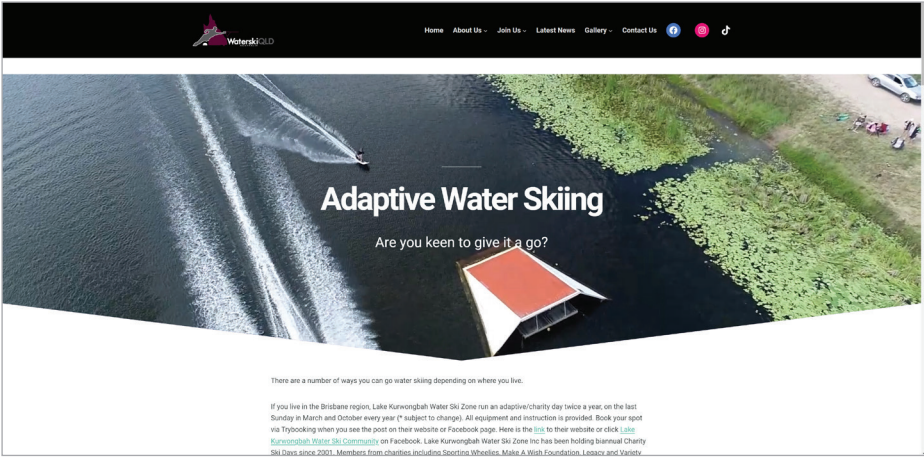 WaterskiQLD
Home About Us Join Us Latest News Gallery Contact Us
Adaptive Water Skiing
Are you keen to give it a go?
There are a number of ways you can go water skiing depending on where you live.
If you live in the Brisbane region, Lake Kurwongbah Water Ski Zone run an adaptive/charity day twice a year, on the last
Sunday in March and October every year (* subject to change). All equipment and instruction is provided. Book your spot
via Trybooking when you see the post on their website or Facebook page. Here is the link to their website or click Lake
Kurwongbah Water Ski Community on Facebook. Lake Kurwongbah Water Ski Zone Inc has been holding biannual Charity
Ski Days since 2001. Members from charities including Sporting Wheelies, Make A Wish Foundation, Legacy and Variety